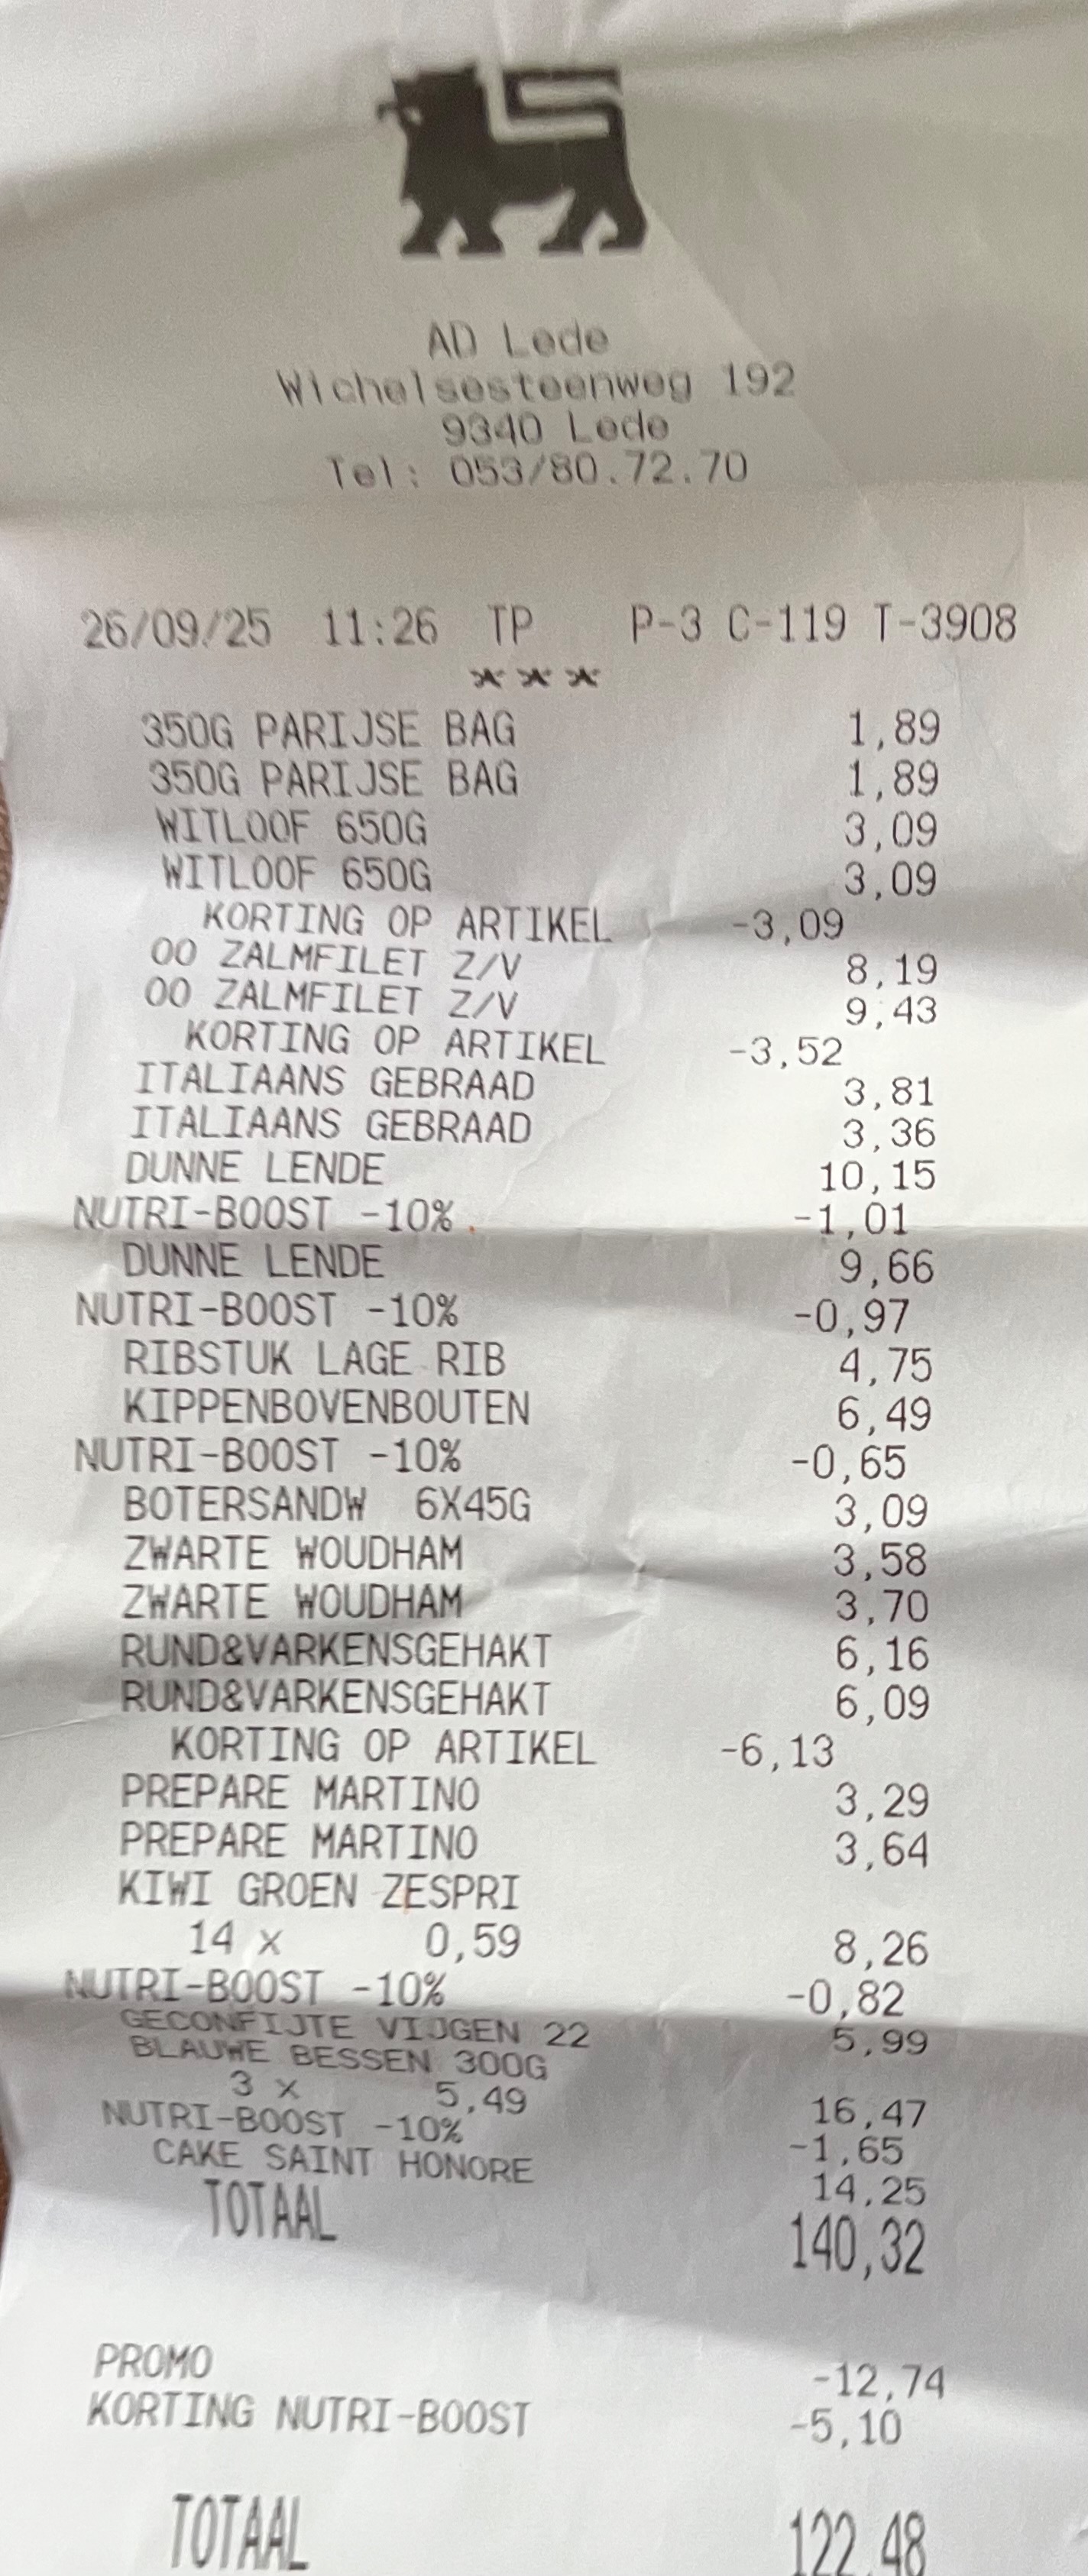 AD Lede
Wichelsesteenweg 192
9340 Lede
Tel: 053/80.72.70
26/09/25 11:26 TP P-3 C-119 T-3908
***
350G PARIJSE BAG 1,89
350G PARIJSE BAG 1,89
WITLOOF 650G 3,09
WITLOOF 650G 3,09
KORTING OP ARTIKEL -3,09
OO ZALMFILET Z/V 8,19
OO ZALMFILET Z/V 9,43
KORTING OP ARTIKEL -3,52
ITALIAANS GEBRAAD 3,81
ITALIAANS GEBRAAD 3,36
DUNNE LENDE 10,15
NUTRI-BOOST -10% -1,01
DUNNE LENDE 9,66
NUTRI-BOOST -10% -0,97
RIBSTUK LAGE RIB 4,75
KIPPENBOVENBOUTEN 6,49
NUTRI-BOOST -10% -0,65
BOTERSANDW 6X45G 3,09
ZWARTE WOUDHAM 3,58
ZWARTE WOUDHAM 3,70
RUND&VARKENSGEHAKT 6,16
RUND&VARKENSGEHAKT 6,09
KORTING OP ARTIKEL -6,13
PREPARE MARTINO 3,29
PREPARE MARTINO 3,64
KIWI GROEN ZESPRI
14 x 0,59 8,26
NUTRI-BOOST -10% -0,82
GECONFIJTE VIJGEN 22 5,99
BLAUWE BESSEN 300G
3 x 5,49 16,47
NUTRI-BOOST -10% -1,65
CAKE SAINT HONORE 14,25
TOTAAL 140,32
PROMO -12,74
KORTING NUTRI-BOOST -5,10
TOTAAL 122,48